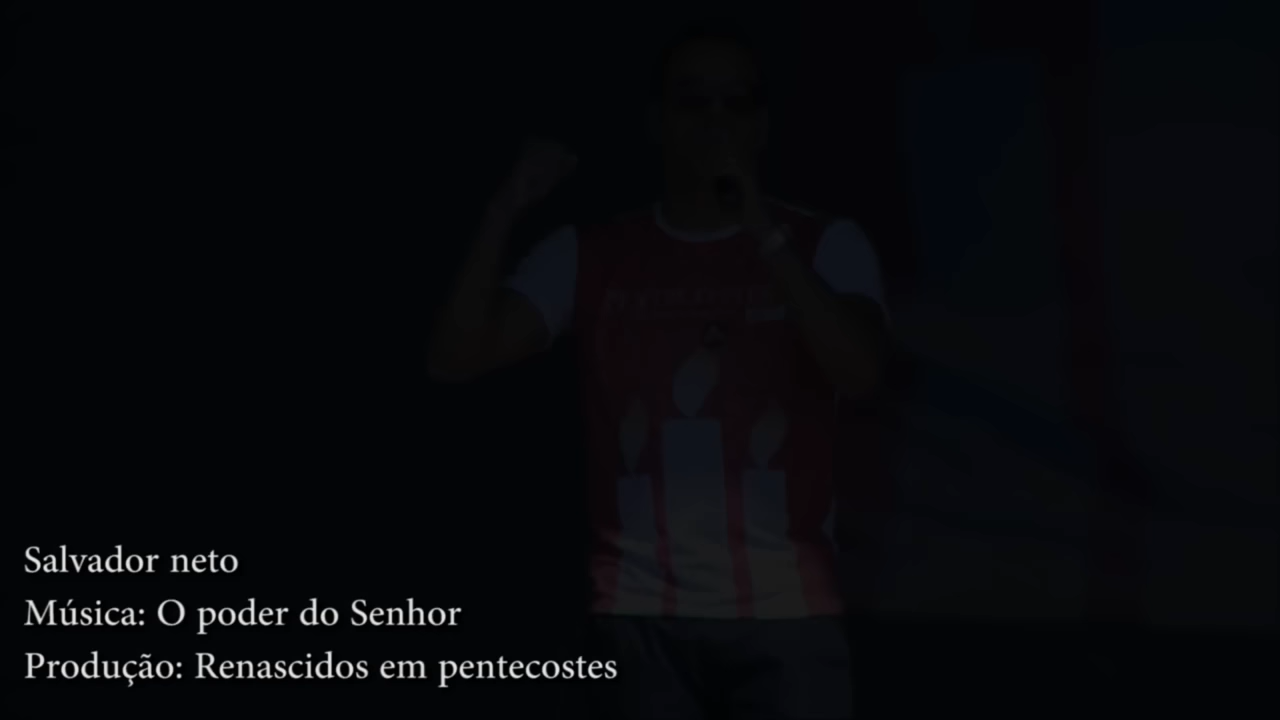 Salvador neto
Música: O poder do Senhor
Produção: Renascidos em pentecostes